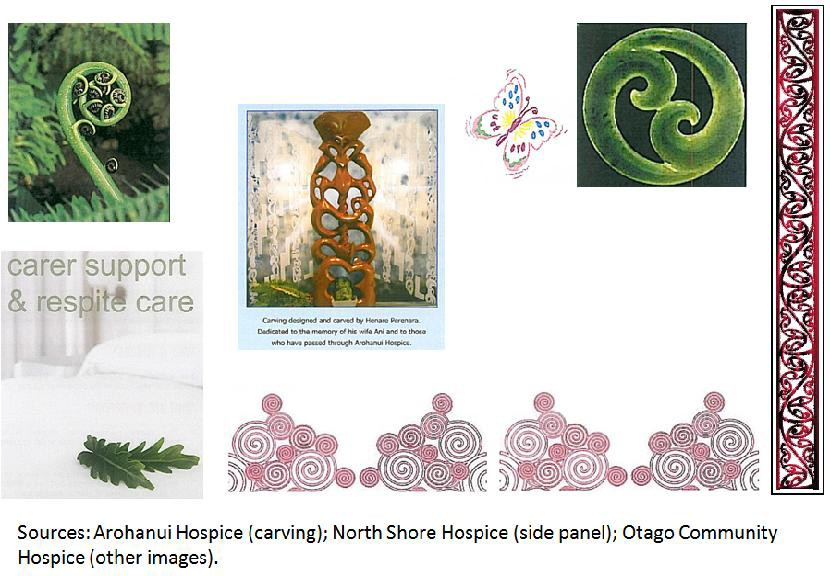 carer support
& respite care
Carving designed and carved by Henare Perenara.
Dedicated to the memory of his wife Ani and to those
who have passed through Arohanui Hospice.
Sources: Arohanui Hospice (carving); North Shore Hospice (side panel); Otago Community
Hospice (other images).